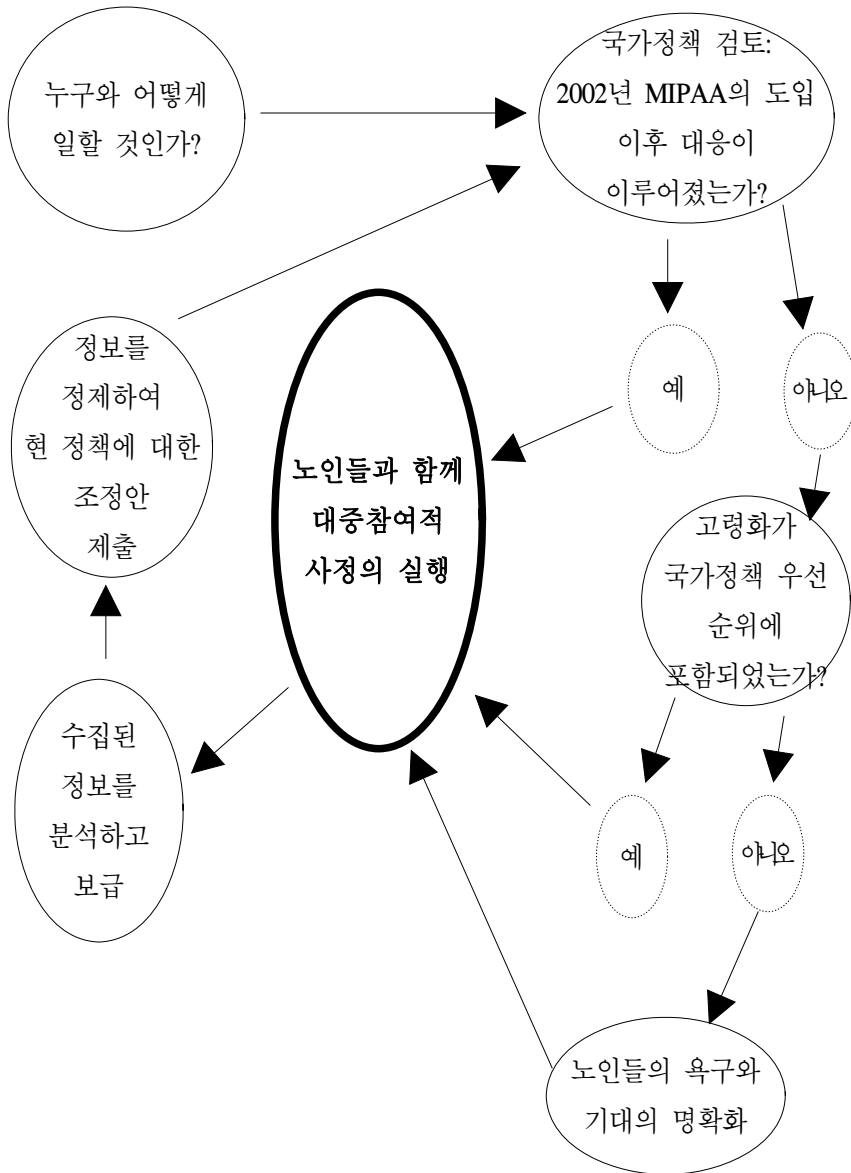 누구와 어떻게
일할 것인가?
국가정책 검토:
2002년 MIPAA의 도입
이후 대응이
이루어졌는가?
예
아니오
고령화가
국가정책 우선
순위에
포함되었는가?
예
아니오
노인들의 욕구와
기대의 명확화
노인들과 함께
대중참여적
사정의 실행
수집된
정보를
분석하고
보급
정보를
정제하여
현 정책에 대한
조정안
제출